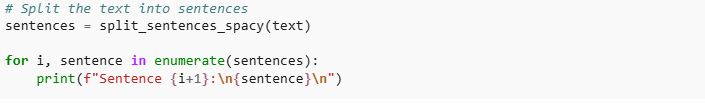 # Split the text into sentences
sentences = split_sentences_spacy(text)
for i, sentence in enumerate(sentences):
    print(f"Sentence {i+1}:\n{sentence}\n")